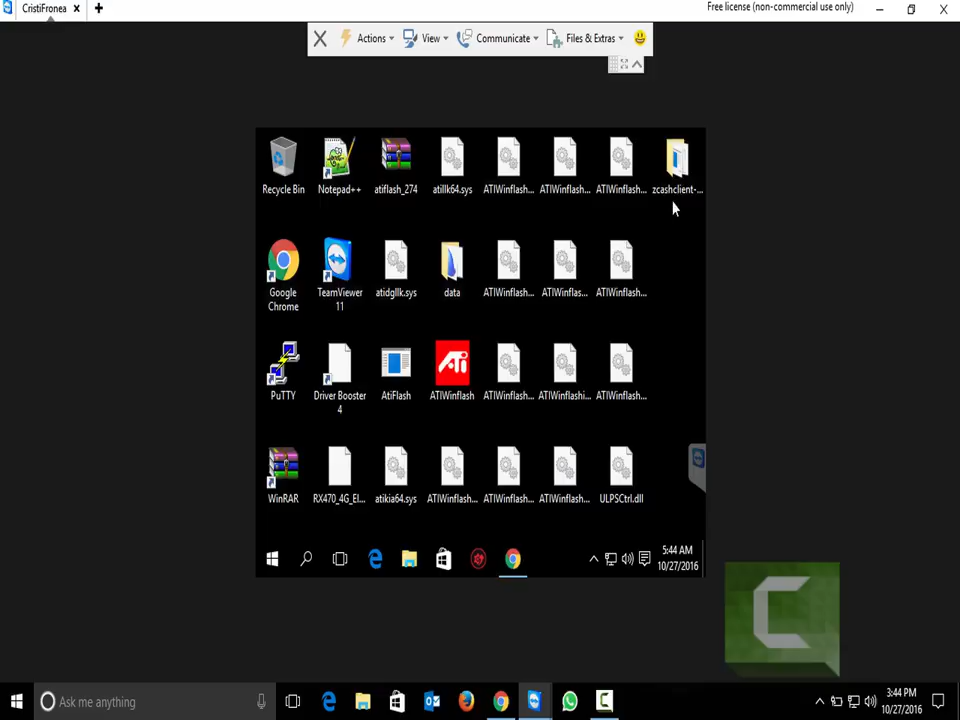 CristiFronea
Free license (non-commercial use only)
Actions
View
Communicate
Files & Extras
Recycle Bin
Notepad++
atiflash_274
atillk64.sys
ATIWinflash...
ATIWinflash...
ATIWinflash...
zcashclient-...
Google
Chrome
TeamViewer
11
atidgllk.sys
data
ATIWinflash...
ATIWinflas...
ATIWinflash...
PuTTY
Driver Booster
4
AtiFlash
ATi
ATIWinflash
ATIWinflash...
ATIWinflashi...
ATIWinflash...
WinRAR
RX470_4G_El...
atikia64.sys
ATIWinflash...
ATIWinflash...
ATIWinflash...
ULPSCtrl.dll
5:44 AM
10/27/2016
C
Ask me anything
3:44 PM
10/27/2016